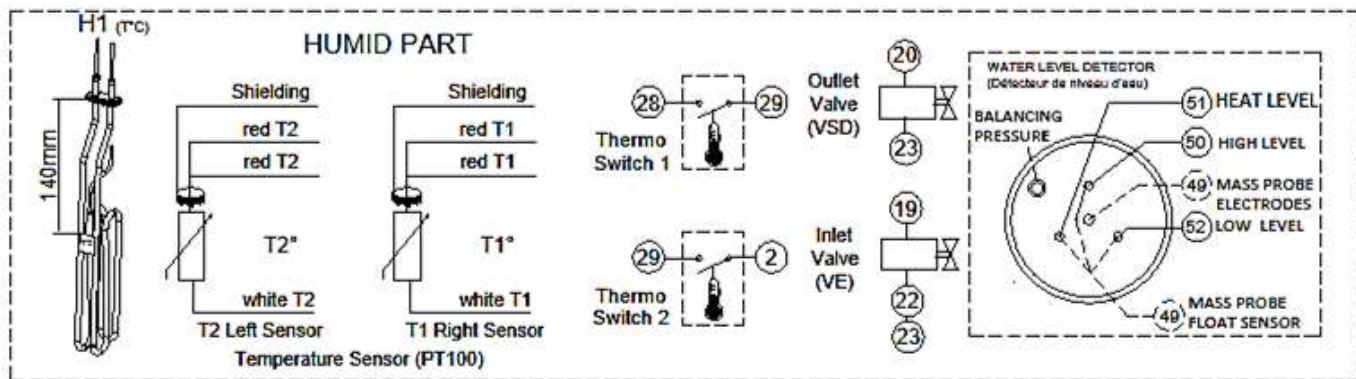 H1 (T°C)
HUMID PART
140mm
Shielding
red T2
red T2
T2°
white T2
T2 Left Sensor
Shielding
red T1
red T1
T1°
white T1
T1 Right Sensor
Temperature Sensor (PT100)
28
29
Thermo
Switch 1
29
2
Thermo
Switch 2
Outlet
Valve
(VSD)
20
23
Inlet
Valve
(VE)
19
22
23
WATER LEVEL DETECTOR
(Détecteur de niveau d'eau)
BALANCING
PRESSURE
51 HEAT LEVEL
50 HIGH LEVEL
49 MASS PROBE
ELECTRODES
52 LOW LEVEL
49 MASS PROBE
FLOAT SENSOR